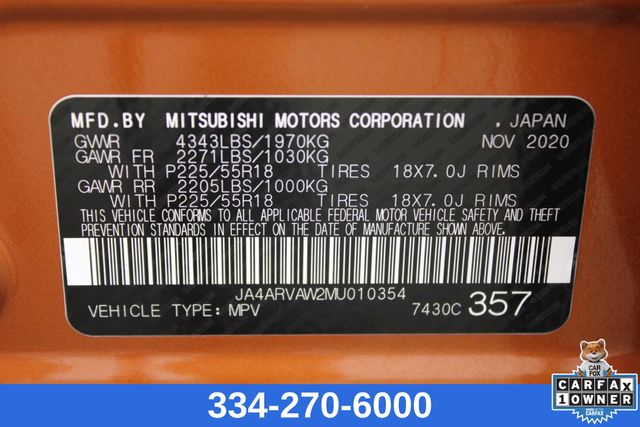 MFD.BY MITSUBISHI MOTORS CORPORATION . JAPAN
GVWR 4343LBS/1970KG NOV 2020
GAWR FR 2271LBS/1030KG
WITH P225/55R18 TIRES 18X7.0J RIMS
GAWR RR 2205LBS/1000KG
WITH P225/55R18 TIRES 18X7.0J RIMS
THIS VEHICLE CONFORMS TO ALL APPLICABLE FEDERAL MOTOR VEHICLE SAFETY AND THEFT
PREVENTION STANDARDS IN EFFECT ON THE DATE OF MANUFACTURE SHOWN ABOVE.
JA4ARVAW2MU010354
VEHICLE TYPE:MPV 7430C 357
CAR
FOX
CARFAX
1 OWNER
334-270-6000